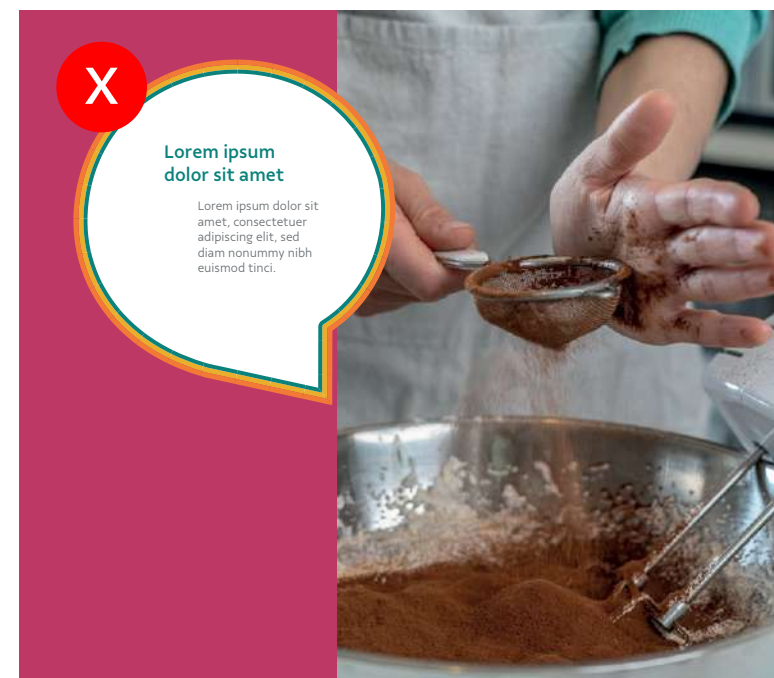 X
Lorem ipsum
dolor sit amet
Lorem ipsum dolor sit
amet, consectetuer
adipiscing elit, sed
diam nonummy nibh
euismod tinci.